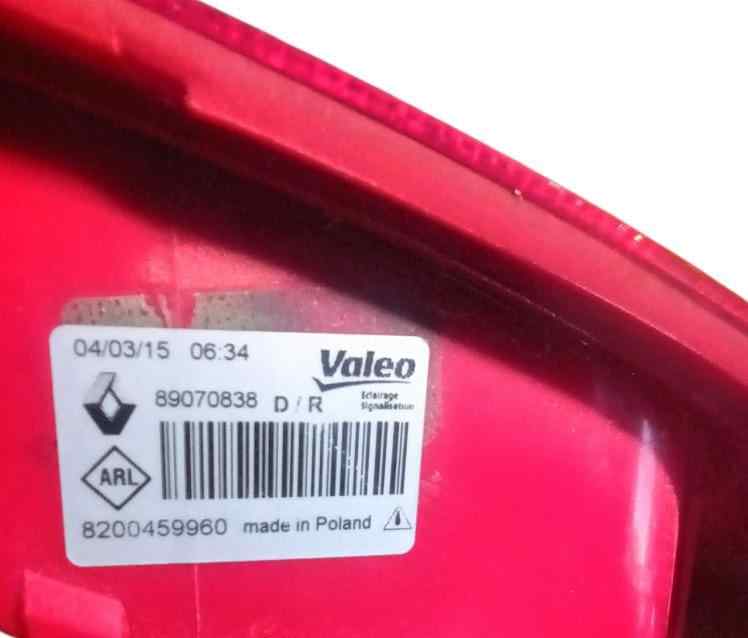 04/03/15 06:34
Valeo
Eclairage
Signalisation
89070838 D/R
ARL
8200459960 made in Poland